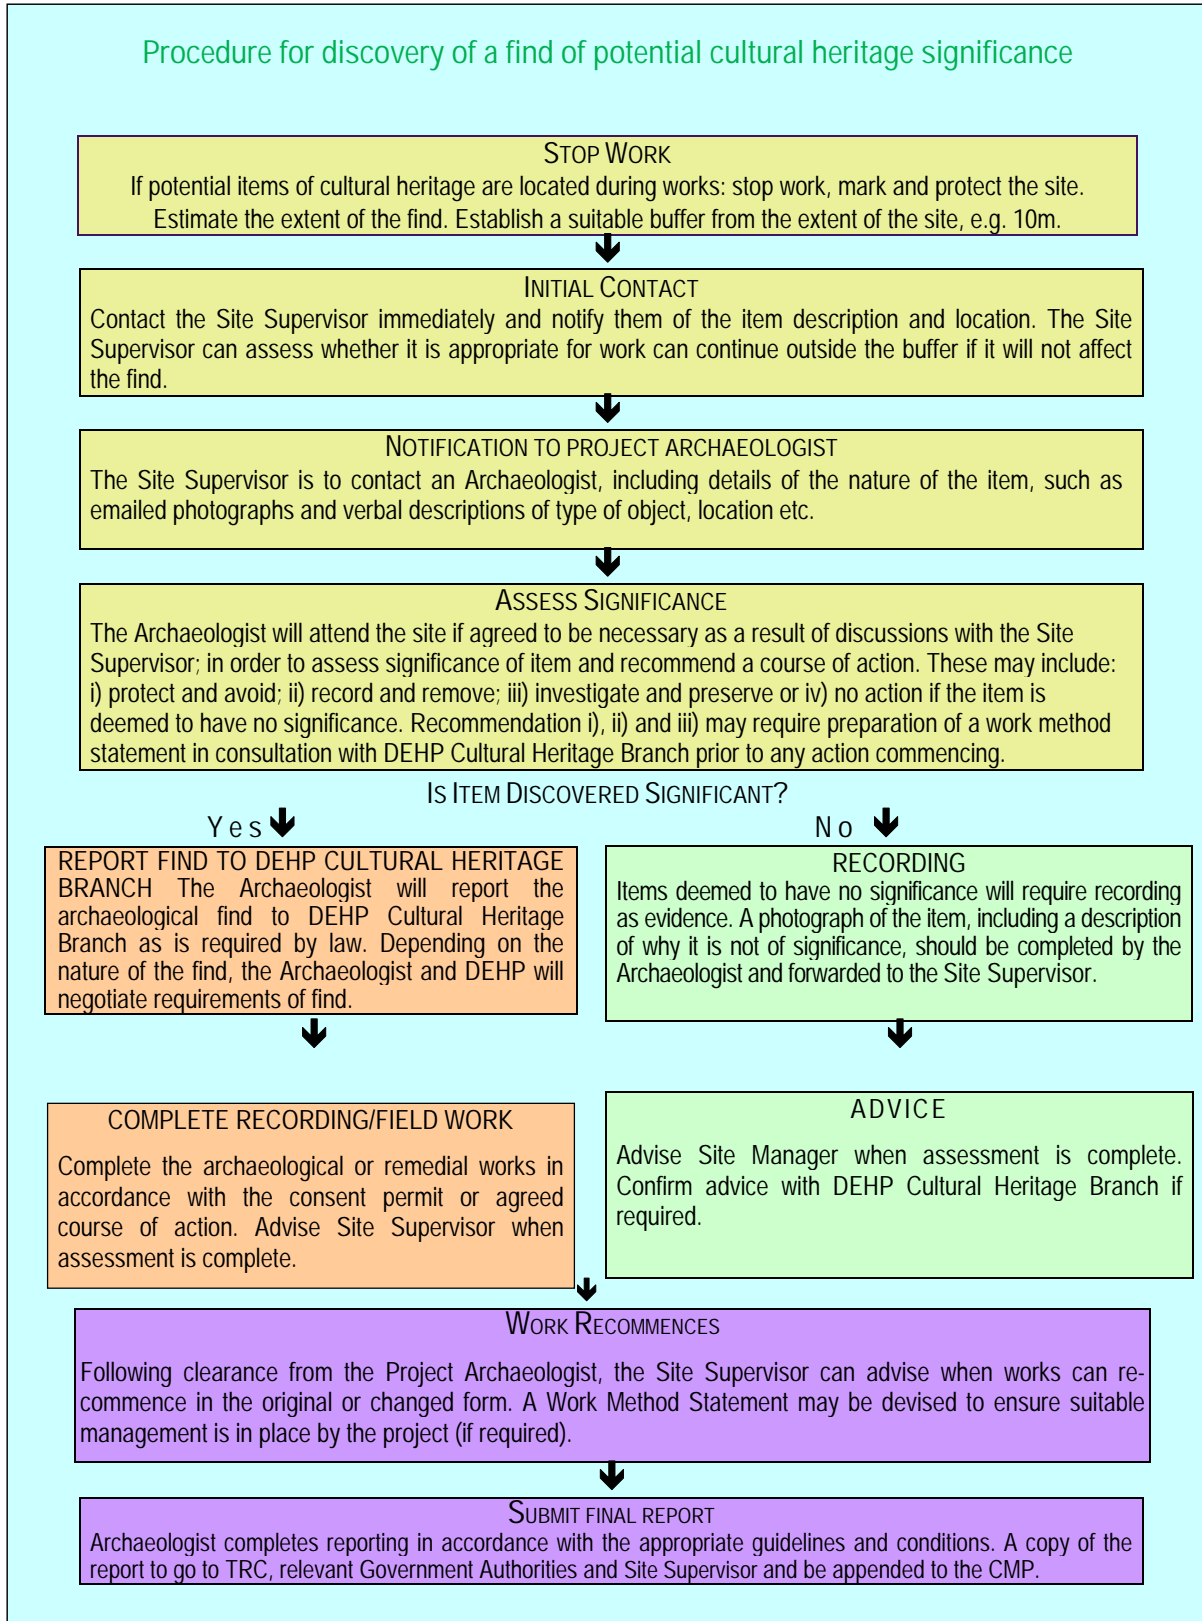 Procedure for discovery of a find of potential cultural heritage significance
STOP WORK
If potential items of cultural heritage are located during works: stop work, mark and protect the site.
Estimate the extent of the find. Establish a suitable buffer from the extent of the site, e.g. 10m.
INITIAL CONTACT
Contact the Site Supervisor immediately and notify them of the item description and location. The Site
Supervisor can assess whether it is appropriate for work can continue outside the buffer if it will not affect
the find.
NOTIFICATION TO PROJECT ARCHAEOLOGIST
The Site Supervisor is to contact an Archaeologist, including details of the nature of the item, such as
emailed photographs and verbal descriptions of type of object, location etc.
ASSESS SIGNIFICANCE
The Archaeologist will attend the site if agreed to be necessary as a result of discussions with the Site
Supervisor; in order to assess significance of item and recommend a course of action. These may include:
i) protect and avoid; ii) record and remove; iii) investigate and preserve or iv) no action if the item is
deemed to have no significance. Recommendation i), ii) and iii) may require preparation of a work method
statement in consultation with DEHP Cultural Heritage Branch prior to any action commencing.
IS ITEM DISCOVERED SIGNIFICANT?
Yes
No
REPORT FIND TO DEHP CULTURAL HERITAGE
BRANCH The Archaeologist will report the
archaeological find to DEHP Cultural Heritage
Branch as is required by law. Depending on the
nature of the find, the Archaeologist and DEHP will
negotiate requirements of find.
RECORDING
Items deemed to have no significance will require recording
as evidence. A photograph of the item, including a description
of why it is not of significance, should be completed by the
Archaeologist and forwarded to the Site Supervisor.
COMPLETE RECORDING/FIELD WORK
Complete the archaeological or remedial works in
accordance with the consent permit or agreed
course of action. Advise Site Supervisor when
assessment is complete.
ADVICE
Advise Site Manager when assessment is complete.
Confirm advice with DEHP Cultural Heritage Branch if
required.
WORK RECOMMENCES
Following clearance from the Project Archaeologist, the Site Supervisor can advise when works can re-
commence in the original or changed form. A Work Method Statement may be devised to ensure suitable
management is in place by the project (if required).
SUBMIT FINAL REPORT
Archaeologist completes reporting in accordance with the appropriate guidelines and conditions. A copy of the
report to go to TRC, relevant Government Authorities and Site Supervisor and be appended to the CMP.